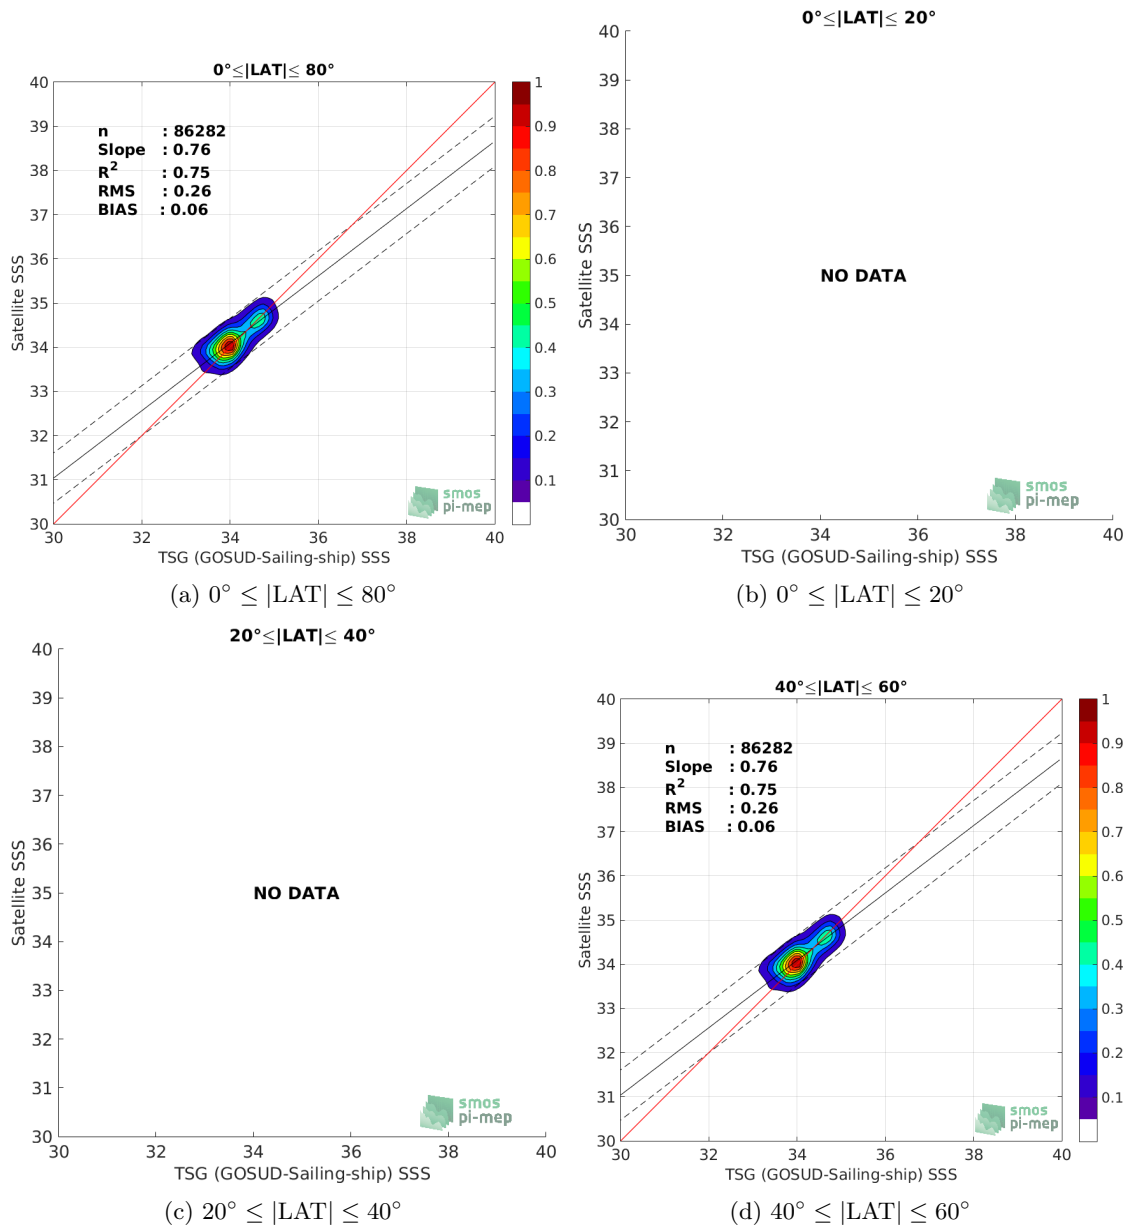 0°≤|LAT|≤ 80°
40
39
38
37
36
35
34
33
32
31
30
Satellite SSS
n : 86282
Slope : 0.76
R² : 0.75
RMS : 0.26
BIAS : 0.06
smos
pi-mep
30 32 34 36 38 40
TSG (GOSUD-Sailing-ship) SSS
1
0.9
0.8
0.7
0.6
0.5
0.4
0.3
0.2
0.1
(a) 0° ≤ |LAT| ≤ 80°
0°≤|LAT|≤ 20°
40
39
38
37
36
35
34
33
32
31
30
Satellite SSS
NO DATA
smos
pi-mep
30 32 34 36 38 40
TSG (GOSUD-Sailing-ship) SSS
(b) 0° ≤ |LAT| ≤ 20°
20°≤|LAT|≤ 40°
40
39
38
37
36
35
34
33
32
31
30
Satellite SSS
NO DATA
smos
pi-mep
30 32 34 36 38 40
TSG (GOSUD-Sailing-ship) SSS
(c) 20° ≤ |LAT| ≤ 40°
40°≤|LAT|≤ 60°
40
39
38
37
36
35
34
33
32
31
30
Satellite SSS
n : 86282
Slope : 0.76
R² : 0.75
RMS : 0.26
BIAS : 0.06
smos
pi-mep
30 32 34 36 38 40
TSG (GOSUD-Sailing-ship) SSS
1
0.9
0.8
0.7
0.6
0.5
0.4
0.3
0.2
0.1
(d) 40° ≤ |LAT| ≤ 60°